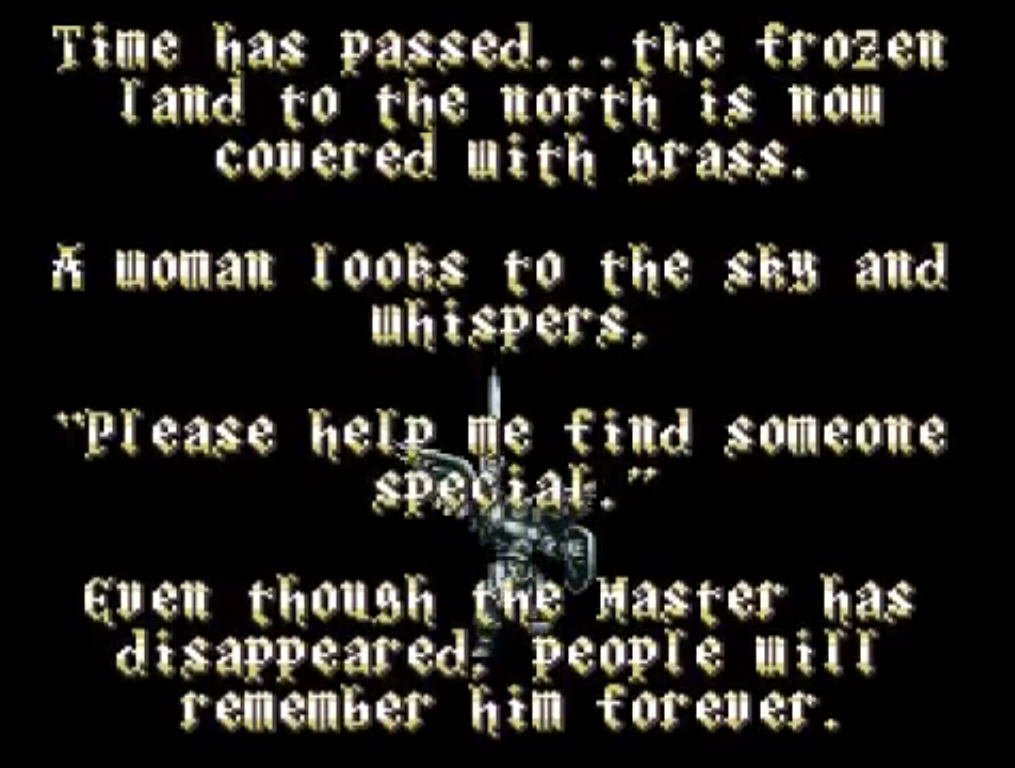 Time has passed...the frozen
land to the north is now
covered with grass.
A woman looks to the sky and
whispers,
"Please help me find someone
special."
Even though the Master has
disappeared, people will
remember him forever.